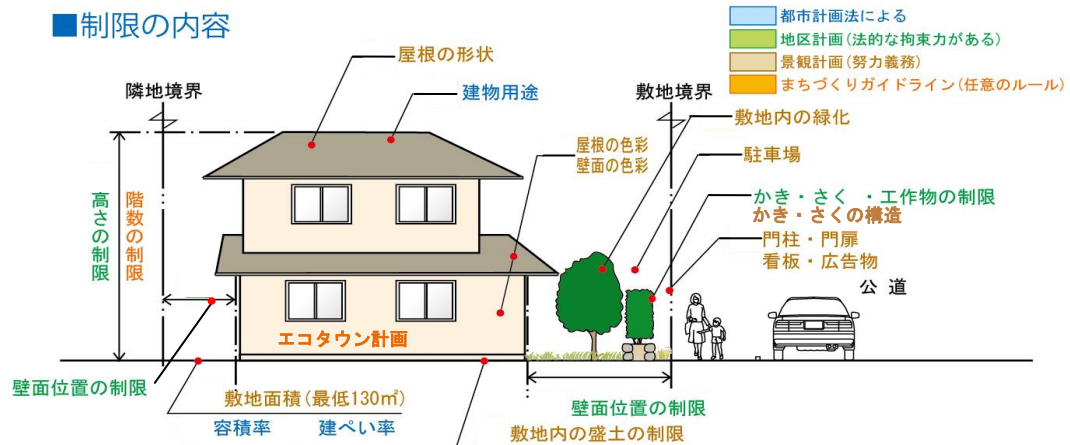 ■制限の内容
都市計画法による
地区計画(法的な拘束力がある)
景観計画(努力義務)
まちづくりガイドライン(任意のルール)
屋根の形状
建物用途
隣地境界
敷地境界
敷地内の緑化
屋根の色彩
壁面の色彩
駐車場
かき・さく ・工作物の制限
かき・さくの構造
門柱・門扉
看板・広告物
高さの制限
階数の制限
公道
エコタウン計画
壁面位置の制限
敷地面積(最低130㎡)
容積率 建ぺい率
壁面位置の制限
敷地内の盛土の制限